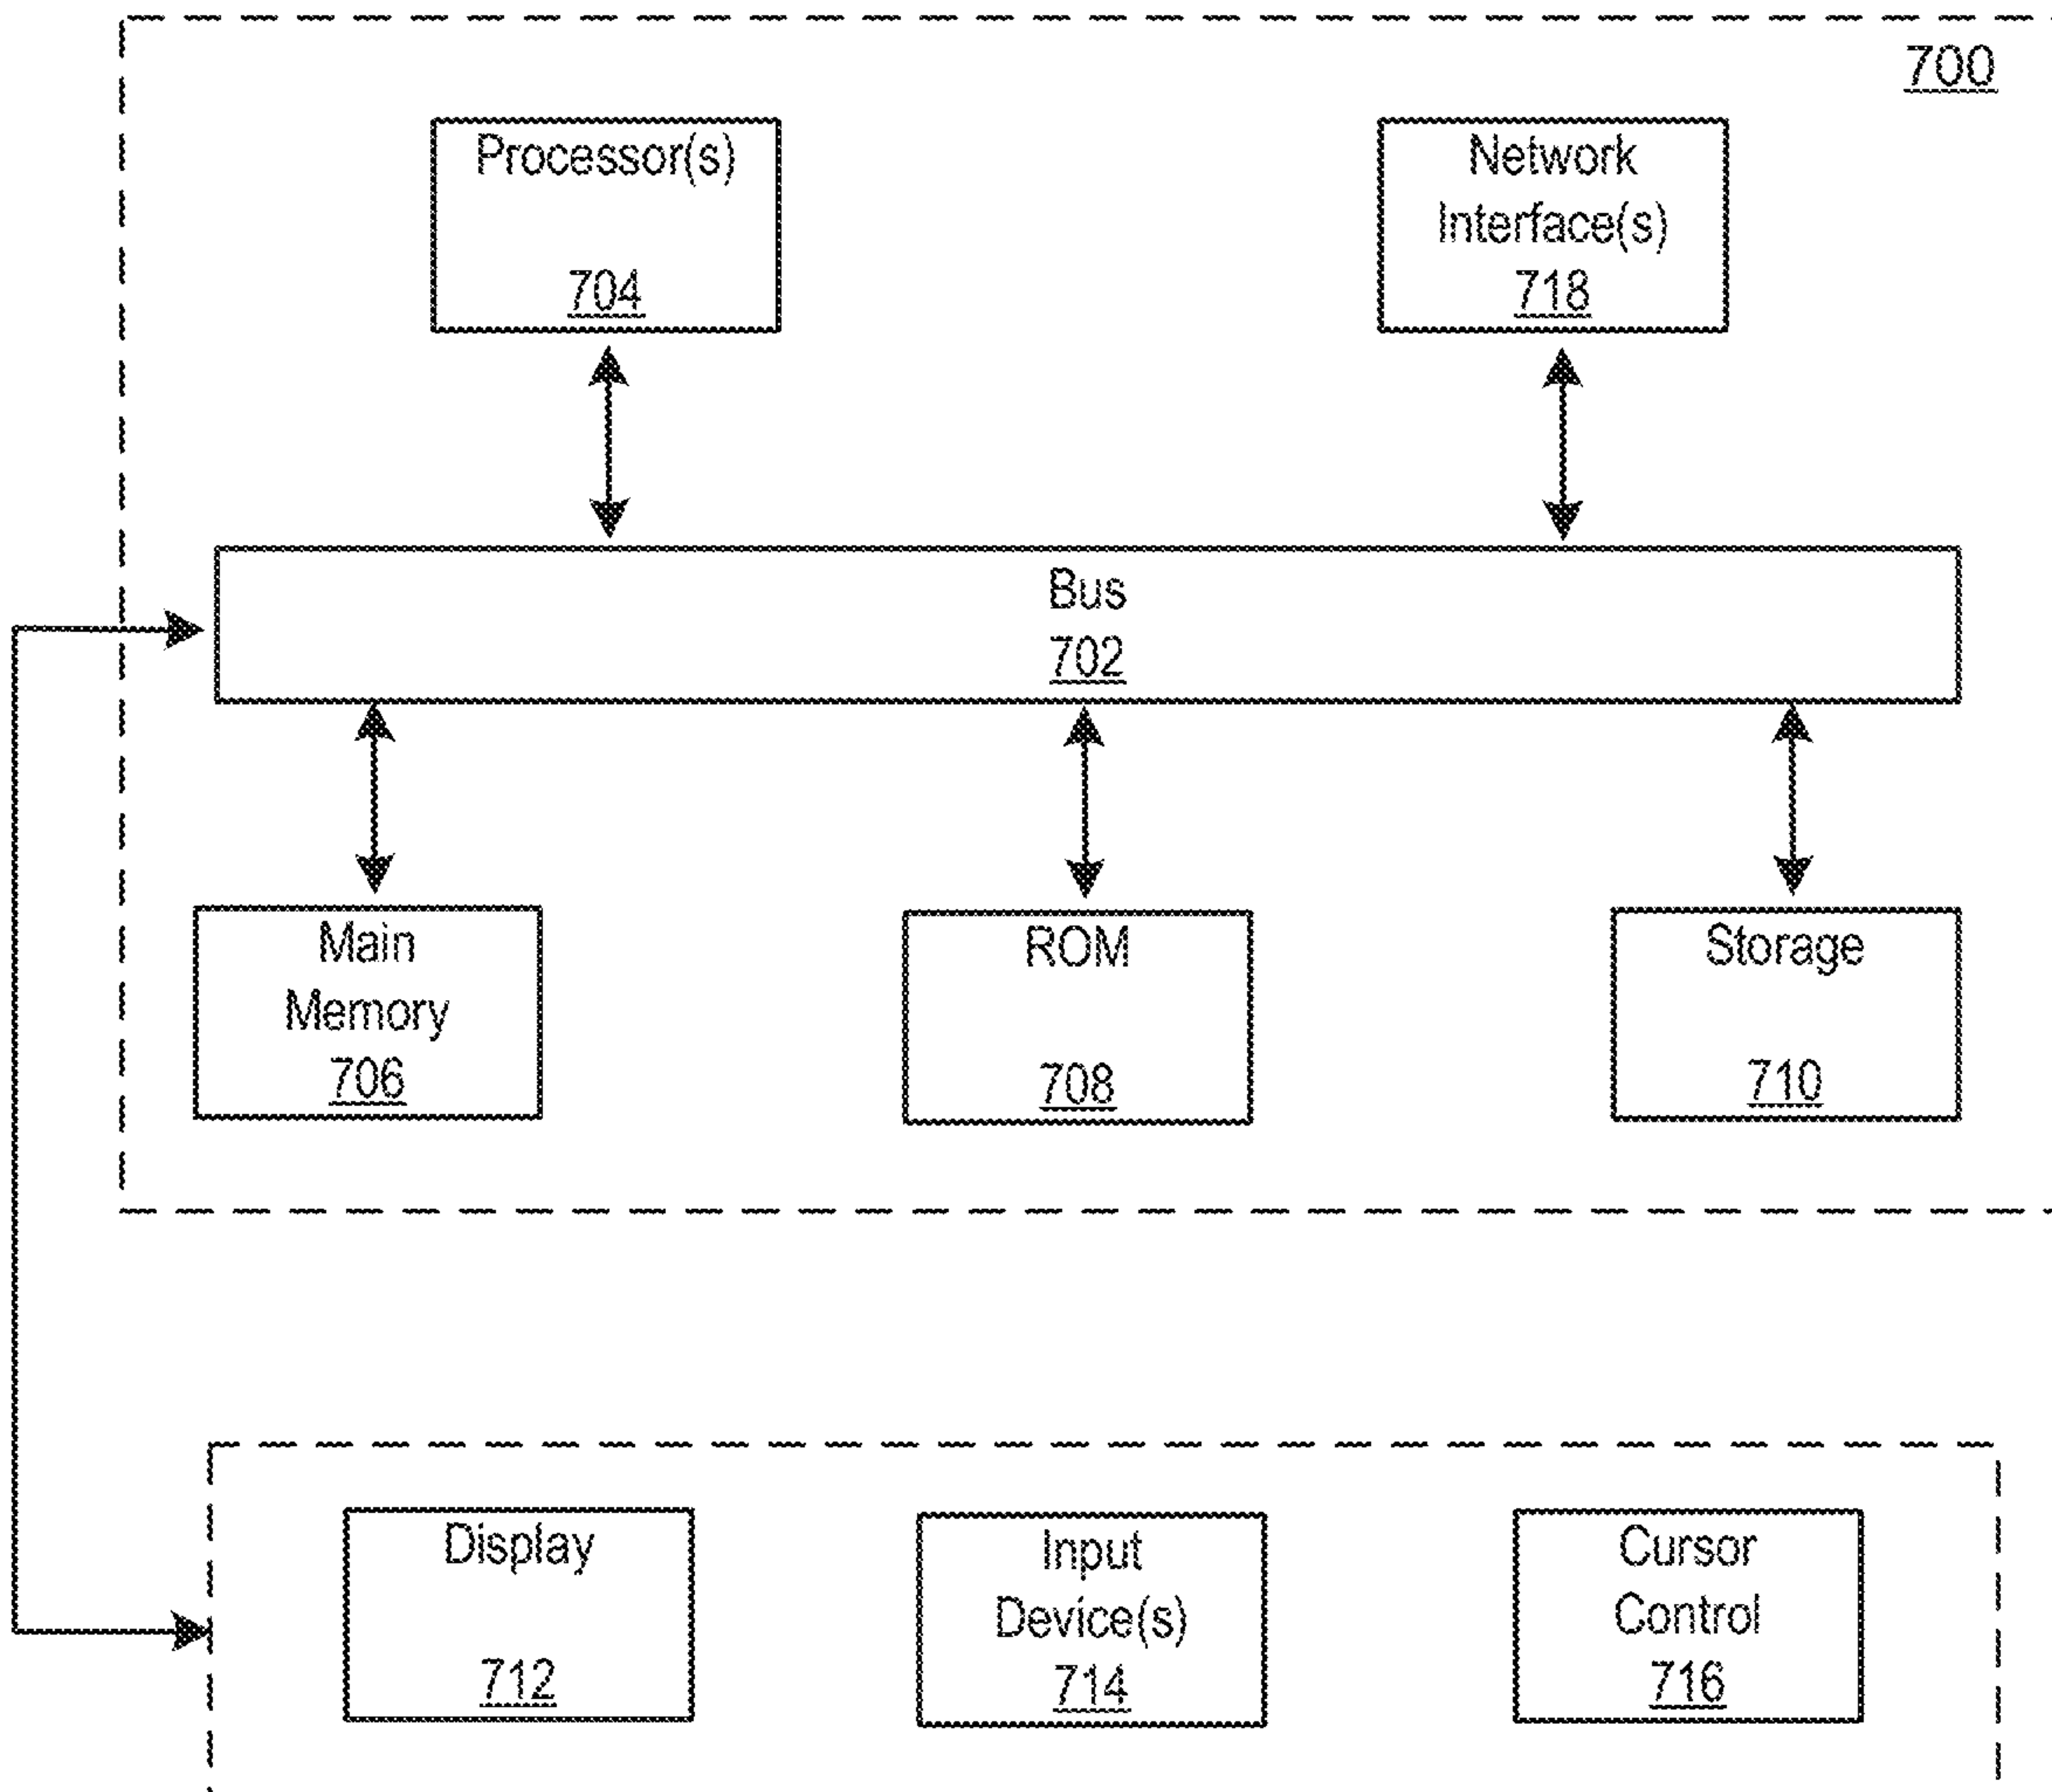 700
Processor(s)
704
Network
Interface(s)
718
Bus
702
Main
Memory
706
ROM
708
Storage
710
Display
712
Input
Device(s)
714
Cursor
Control
716